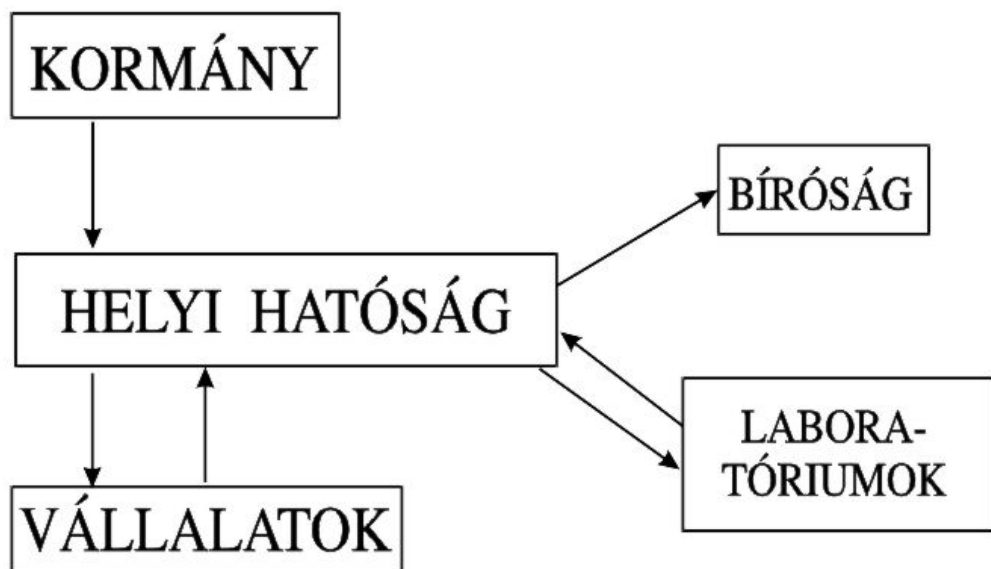 KORMÁNY
BÍRÓSÁG
HELYI HATÓSÁG
LABORA-
TÓRIUMOK
VÁLLALATOK